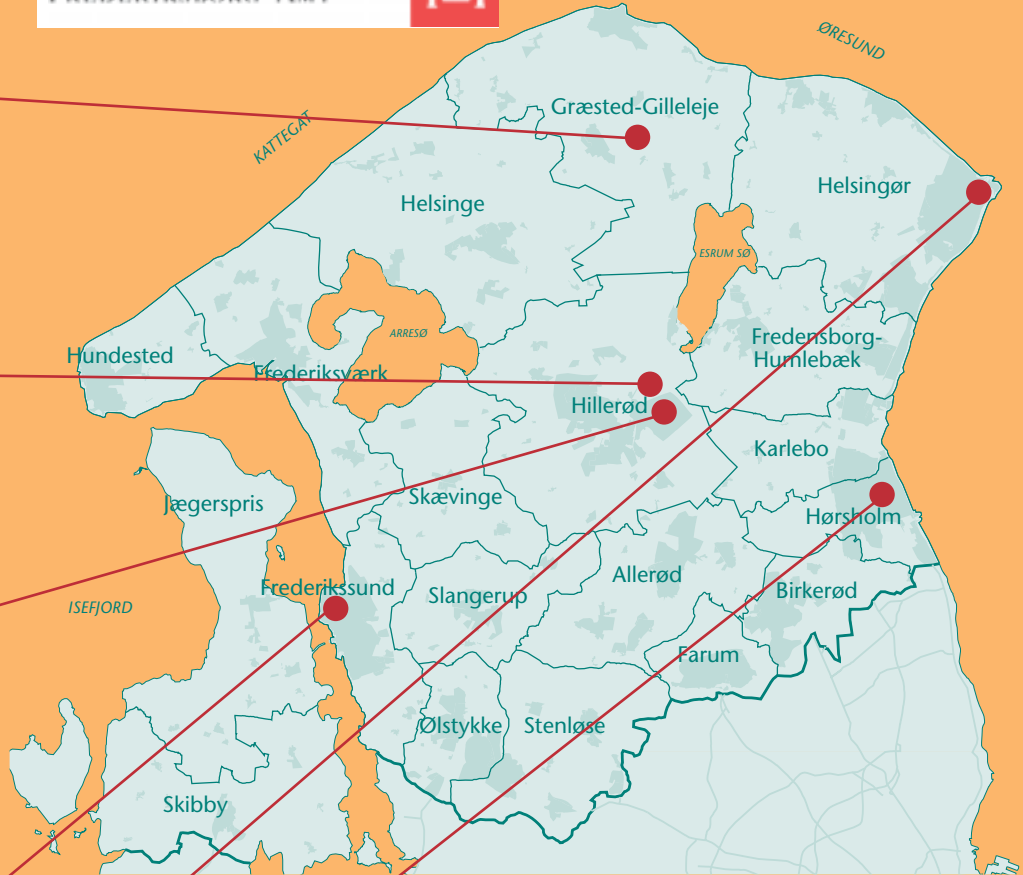 ØRESUND
Græsted-Gilleleje
KATTEGAT
Helsingør
Helsinge
ESRUM SØ
ARRESØ
Fredensborg-
Humlebæk
Hundested
Frederiksværk
Hillerød
Karlebo
Skævinge
Jægerspris
Hørsholm
Allerød
Frederikssund
Birkerød
Slangerup
ISEFJORD
Farum
Ølstykke
Stenløse
Skibby